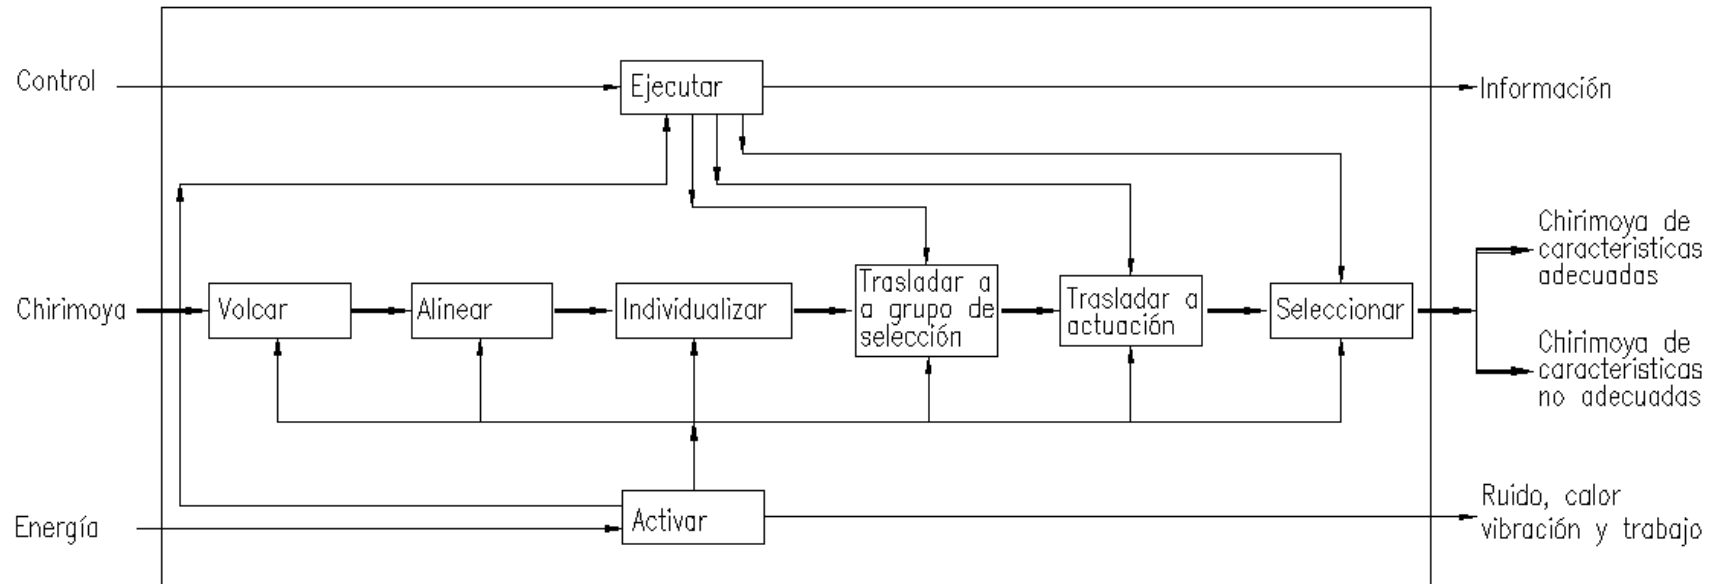 Control
Ejecutar
Información
Chirimoya de
características
adecuadas
Chirimoya
Volcar
Alinear
Individualizar
Trasladar a
a grupo de
selección
Trasladar a
actuación
Seleccionar
Chirimoya de
características
no adecuadas
Energía
Activar
Ruido, calor
vibración y trabajo